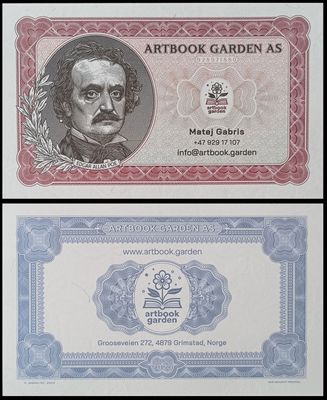 ARTBOOK GARDEN AS
artbook
garden
Matej Gabris
+47 929 17 107
info@artbook.garden
EDGAR ALLAN POE
ARTBOOK GARDEN AS
www.artbook.garden
artbook
garden
Grooseveien 272, 4879 Grimstad, Norge